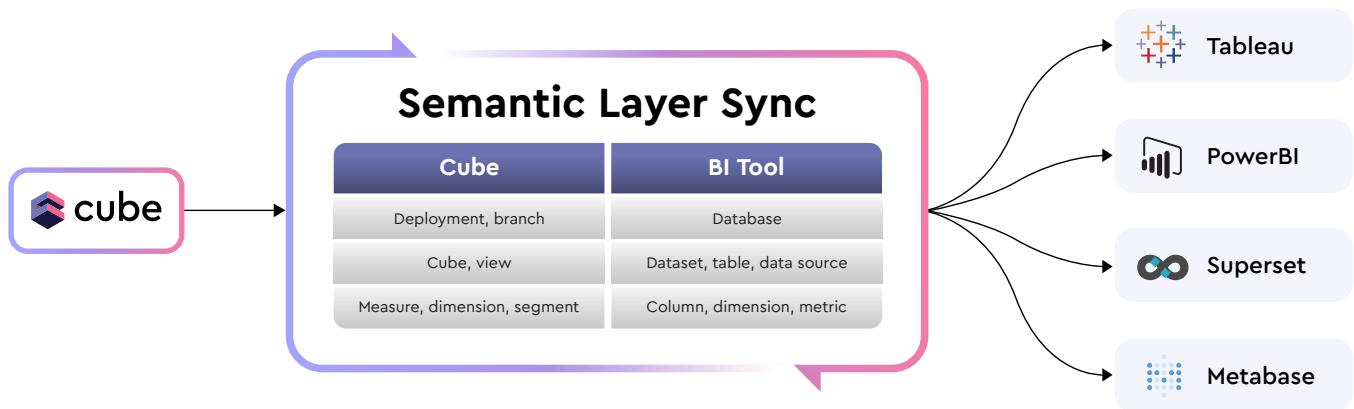 cube
Semantic Layer Sync
Cube
BI Tool
Deployment, branch
Database
Cube, view
Dataset, table, data source
Measure, dimension, segment
Column, dimension, metric
Tableau
PowerBI
Superset
Metabase